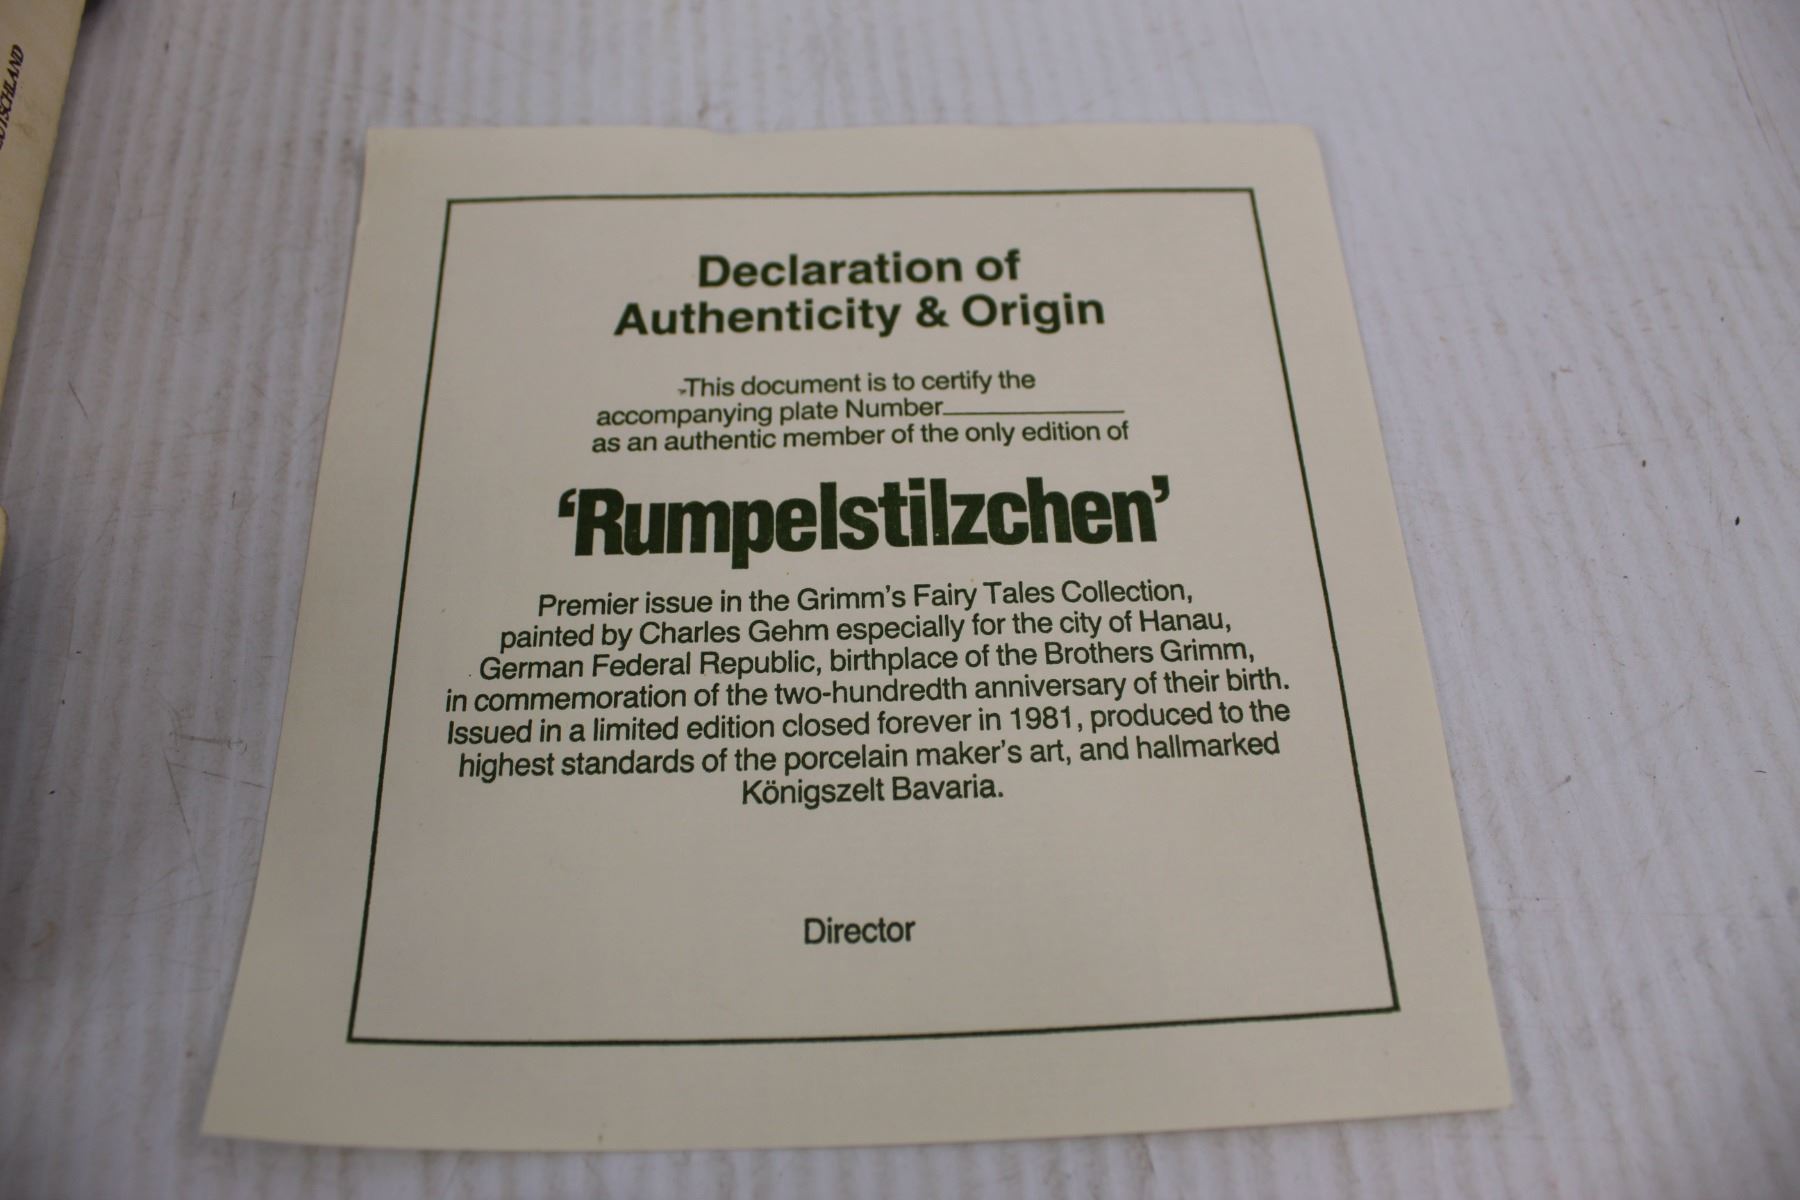 Declaration of
Authenticity & Origin
This document is to certify the
accompanying plate Number
as an authentic member of the only edition of
‘Rumpelstilzchen’
Premier issue in the Grimm’s Fairy Tales Collection,
painted by Charles Gehm especially for the city of Hanau,
German Federal Republic, birthplace of the Brothers Grimm,
in commemoration of the two-hundredth anniversary of their birth.
Issued in a limited edition closed forever in 1981, produced to the
highest standards of the porcelain maker’s art, and hallmarked
Königszelt Bavaria.
Director